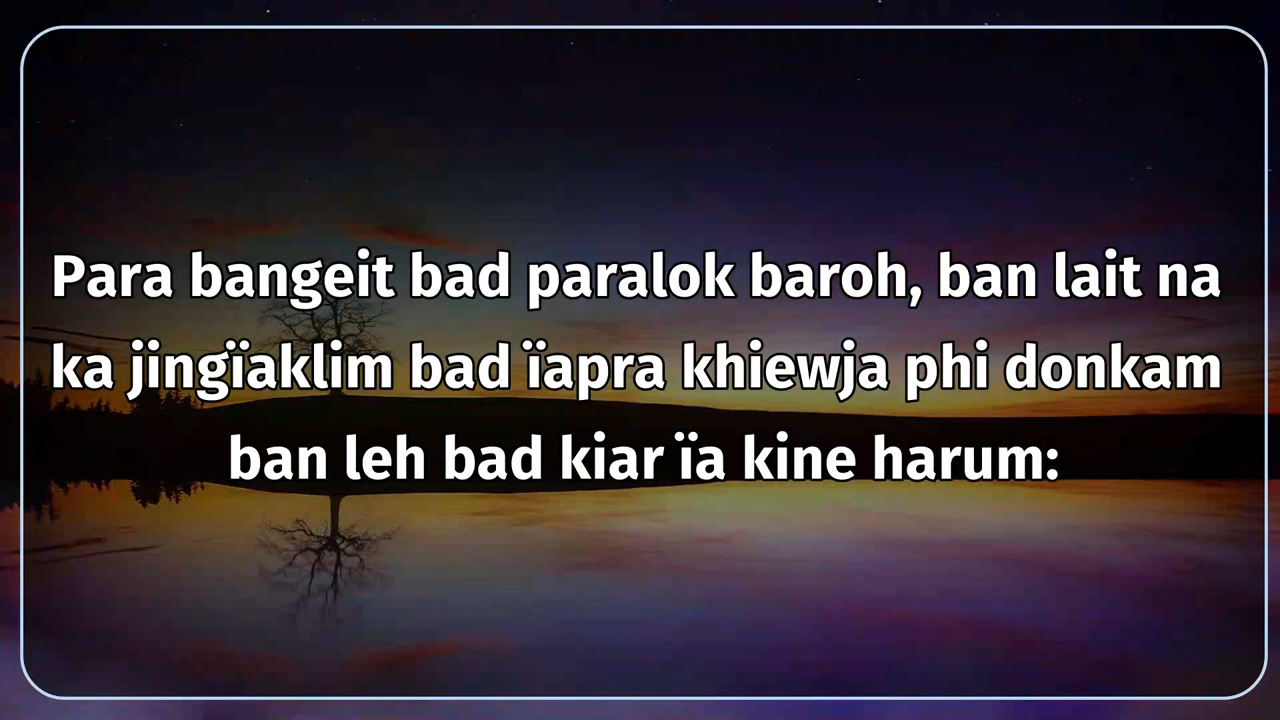 Para bangeit bad paralok baroh, ban lait na
ka jingïaklim bad ïapra khiewja phi donkam
ban leh bad kiar ïa kine harum: